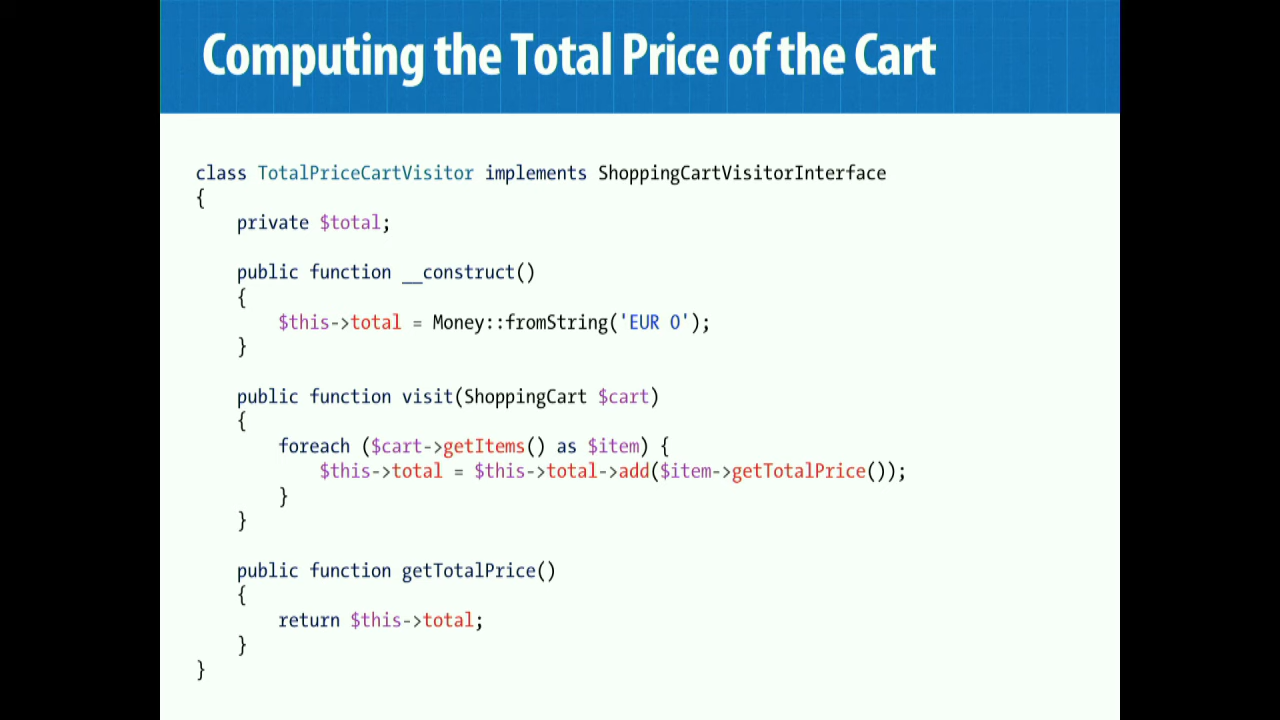 Computing the Total Price of the Cart
class TotalPriceCartVisitor implements ShoppingCartVisitorInterface
{
    private $total;
    public function __construct()
    {
        $this->total = Money::fromString('EUR 0');
    }
    public function visit(ShoppingCart $cart)
    {
        foreach ($cart->getItems() as $item) {
            $this->total = $this->total->add($item->getTotalPrice());
        }
    }
    public function getTotalPrice()
    {
        return $this->total;
    }
}